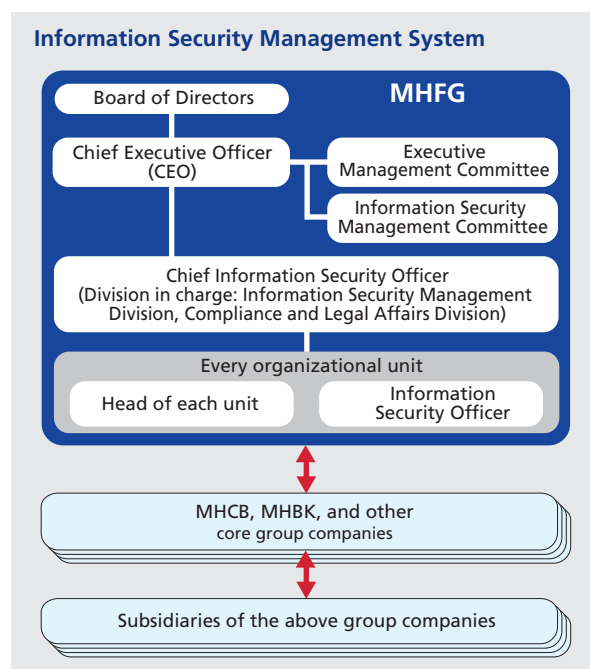 Information Security Management System
MHFG
Board of Directors
Chief Executive Officer
(CEO)
Executive
Management Committee
Information Security
Management Committee
Chief Information Security Officer
(Division in charge: Information Security Management
Division, Compliance and Legal Affairs Division)
Every organizational unit
Head of each unit
Information
Security Officer
MHCB, MHBK, and other
core group companies
Subsidiaries of the above group companies